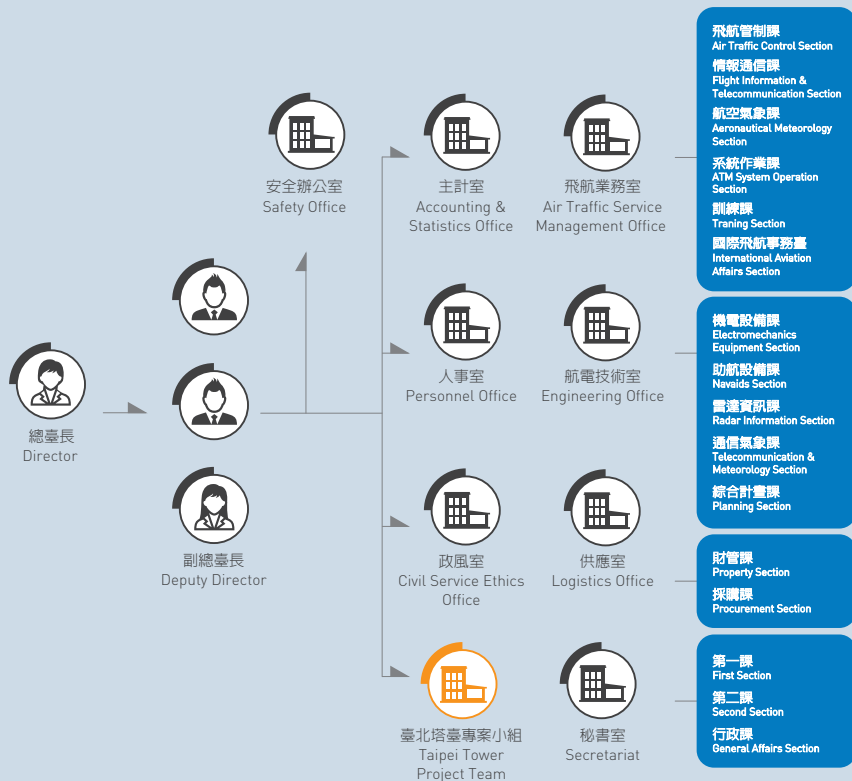 總臺長
Director
副總臺長
Deputy Director
安全辦公室
Safety Office
主計室
Accounting &
Statistics Office
飛航業務室
Air Traffic Service
Management Office
飛航管制課
Air Traffic Control Section
情報通信課
Flight Information &
Telecommunication Section
航空氣象課
Aeronautical Meteorology
Section
系統作業課
ATM System Operation
Section
訓練課
Traning Section
國際飛航事務臺
International Aviation
Affairs Section
人事室
Personnel Office
航電技術室
Engineering Office
機電設備課
Electromechanics
Equipment Section
助航設備課
Navaids Section
雷達資訊課
Radar Information Section
通信氣象課
Telecommunication &
Meteorology Section
綜合計畫課
Planning Section
政風室
Civil Service Ethics
Office
供應室
Logistics Office
財管課
Property Section
採購課
Procurement Section
臺北塔臺專案小組
Taipei Tower
Project Team
秘書室
Secretariat
第一課
First Section
第二課
Second Section
行政課
General Affairs Section